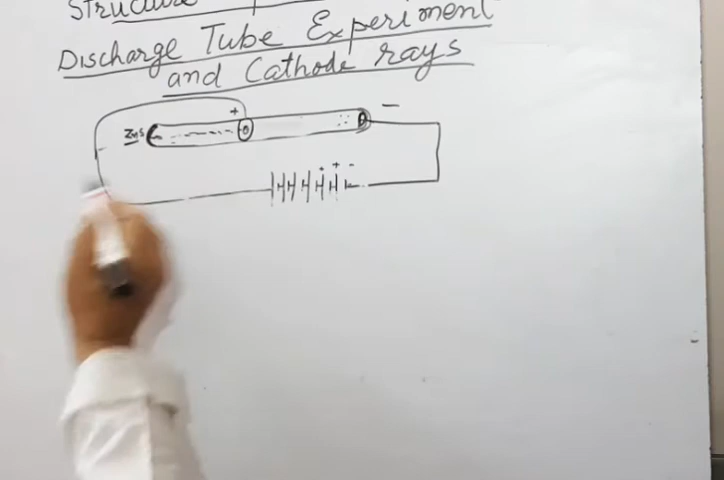 Structure
Discharge Tube Experiment
and Cathode rays
+ -
ZnS
+ + -